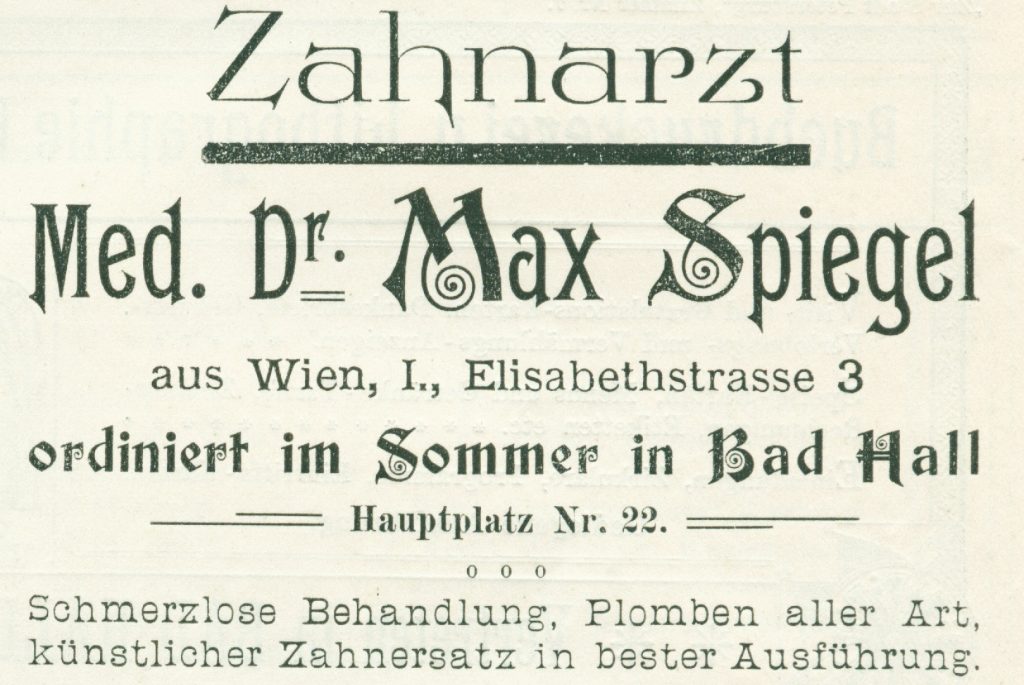 Zahnarzt
Med. Dr. Max Spiegel
aus Wien, I., Elisabethstrasse 3
ordiniert im Sommer in Bad Hall
Hauptplatz Nr. 22.
o o o
Schmerzlose Behandlung, Plomben aller Art,
künstlicher Zahnersatz in bester Ausführung.